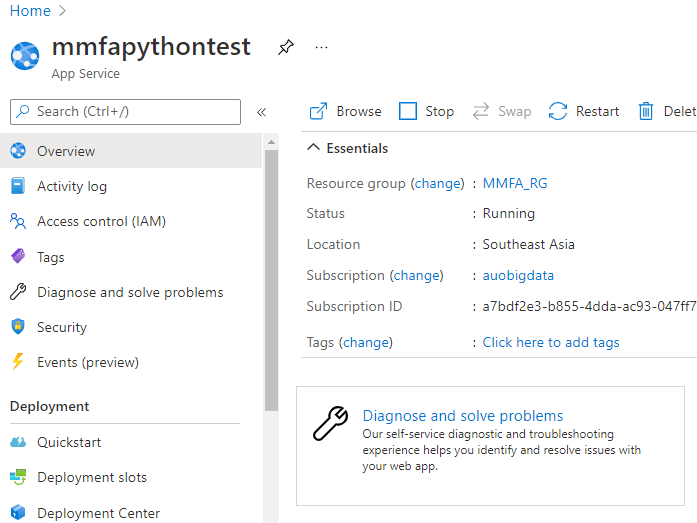 Home
mmfapythontest
App Service
Search (Ctrl+/)
Overview
Activity log
Access control (IAM)
Tags
Diagnose and solve problems
Security
Events (preview)
Deployment
Quickstart
Deployment slots
Deployment Center
Browse Stop Swap Restart Delet
Essentials
Resource group (change) : MMFA_RG
Status : Running
Location : Southeast Asia
Subscription (change) : auobigdata
Subscription ID : a7bdf2e3-b855-4dda-ac93-047ff7
Tags (change) : Click here to add tags
Diagnose and solve problems
Our self-service diagnostic and troubleshooting
experience helps you identify and resolve issues with
your web app.